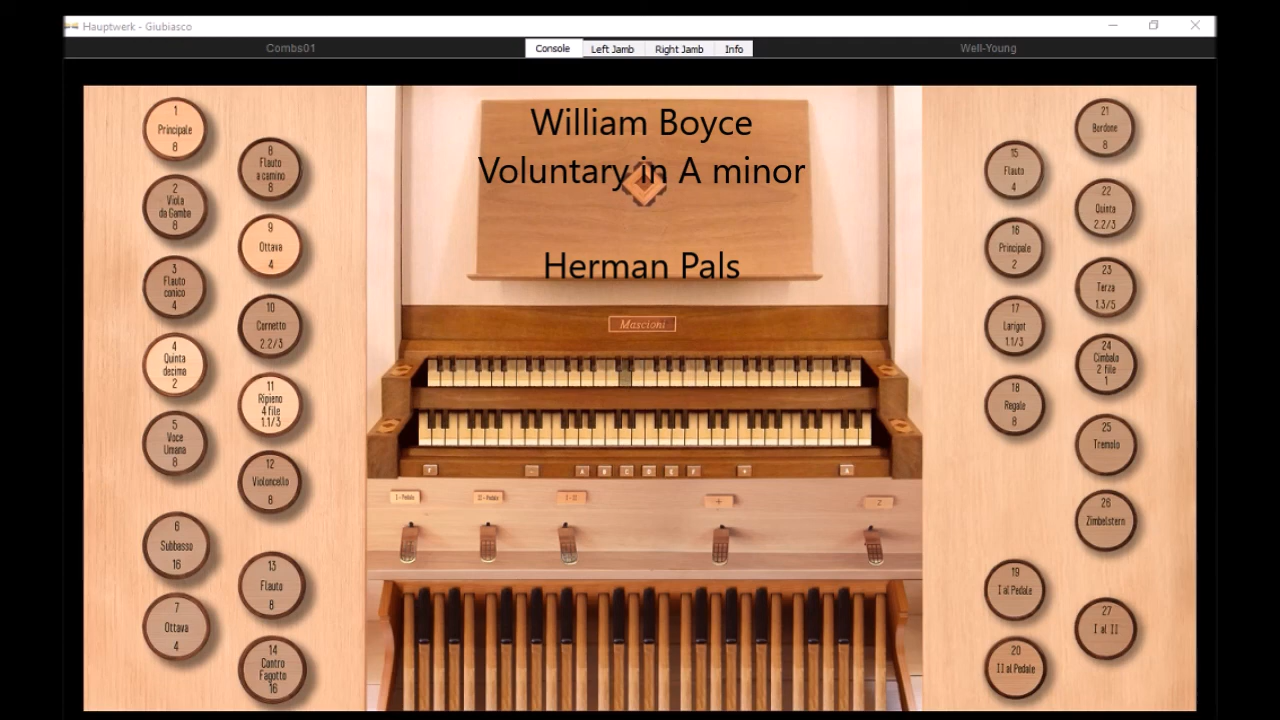 Hauptwerk - Giubiasco
Combs01
Console
Left Jamb
Right Jamb
Info
Well-Young
William Boyce
Voluntary in A minor
Herman Pals
Mascioni
1
Principale
8
2
Viola
da Gamba
8
3
Flauto
conico
4
4
Quinta
decima
2
5
Voce
Umana
8
6
Subbasso
16
7
Ottava
4
8
Flauto
a camino
8
9
Ottava
4
10
Cornetto
2.2/3
11
Ripieno
4 file
1.1/3
12
Violoncello
8
13
Flauto
8
14
Contro
Fagotto
16
I - Pedale
II - Pedale
I - II
+
Z
F
-
A
B
C
D
E
F
+
A
15
Flauto
4
16
Principale
2
17
Larigot
1.1/3
18
Regale
8
19
I al Pedale
20
II al Pedale
21
Bordone
8
22
Quinta
2.2/3
23
Terza
1.3/5
24
Cimbalo
2 file
1
25
Tremolo
26
Zimbelstern
27
I al II